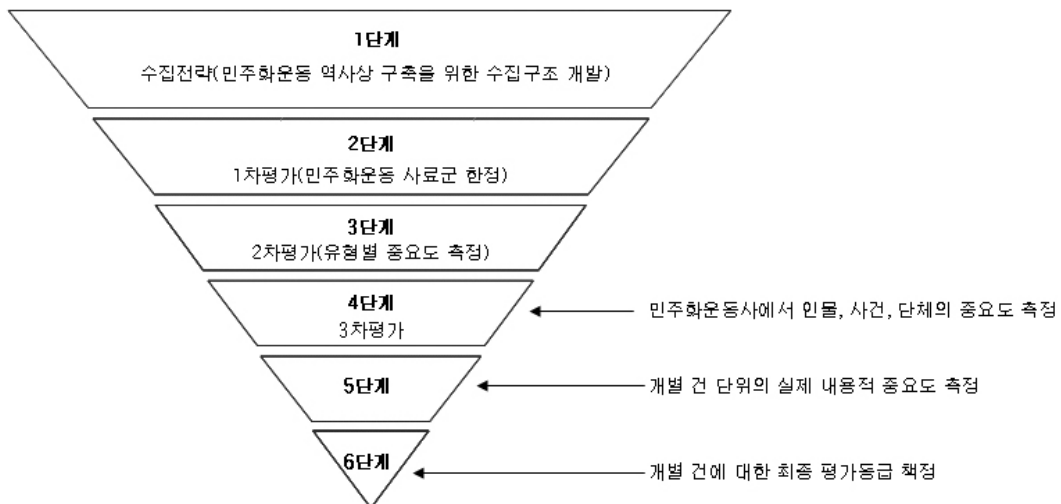 1단계
수집전략(민주화운동 역사상 구축을 위한 수집구조 개발)
2단계
1차평가(민주화운동 사료군 한정)
3단계
2차평가(유형별 중요도 측정)
4단계
3차평가
민주화운동사에서 인물, 사건, 단체의 중요도 측정
5단계
개별 건 단위의 실제 내용적 중요도 측정
6단계
개별 건에 대한 최종 평가등급 책정